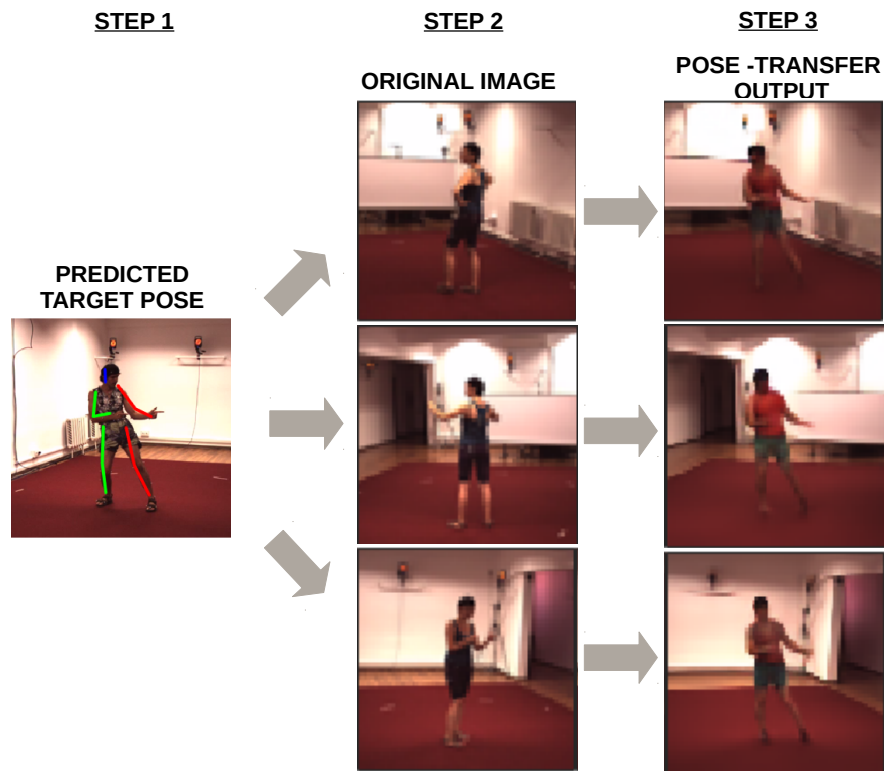 STEP 1
STEP 2
STEP 3
ORIGINAL IMAGE
POSE -TRANSFER
OUTPUT
PREDICTED
TARGET POSE